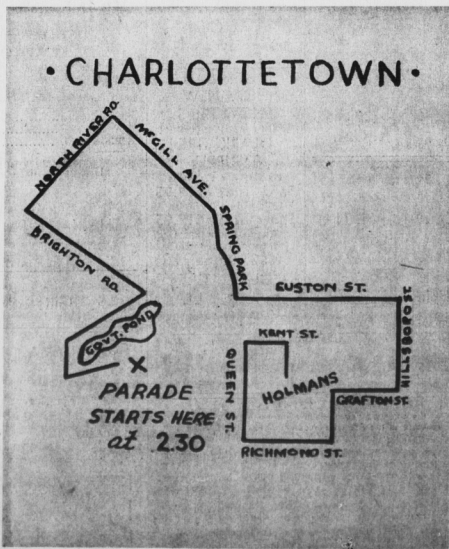 • CHARLOTTETOWN •
NORTH RIVER RD.
McGILL AVE.
SPRING PARK
BRIGHTON RD.
EUSTON ST.
HILLSBORO ST.
GOVT. POND
KENT ST.
QUEEN ST.
HOLMANS
GRAFTON ST.
RICHMOND ST.
X
PARADE
STARTS HERE
at 2.30